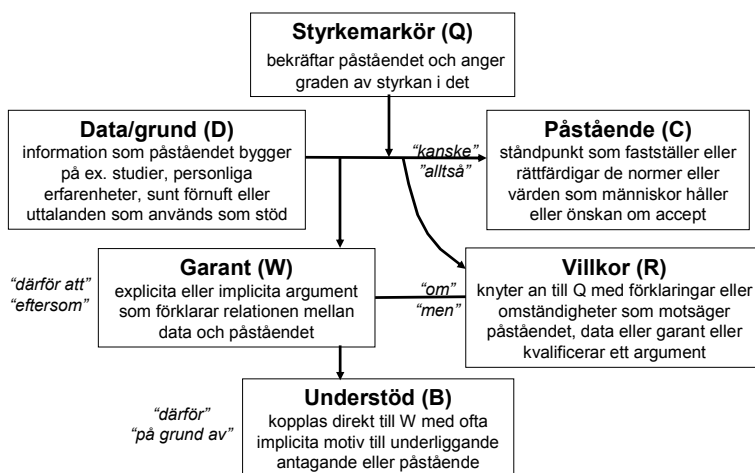 Styrkemarkör (Q)
bekräftar påståendet och anger
graden av styrkan i det
Data/grund (D)
information som påståendet bygger
på ex. studier, personliga
erfarenheter, sunt förnuft eller
uttalanden som används som stöd
“kanske”
”alltså”
Påstående (C)
ståndpunkt som fastställer eller
rättfärdigar de normer eller
värden som människor håller
eller önskan om accept
“därför att”
“eftersom”
Garant (W)
explicita eller implicita argument
som förklarar relationen mellan
data och påståendet
“om”
“men”
Villkor (R)
knyter an till Q med förklaringar eller
omständigheter som motsäger
påståendet, data eller garant eller
kvalificerar ett argument
“därför”
“på grund av”
Understöd (B)
kopplas direkt till W med ofta
implicita motiv till underliggande
antagande eller påstående